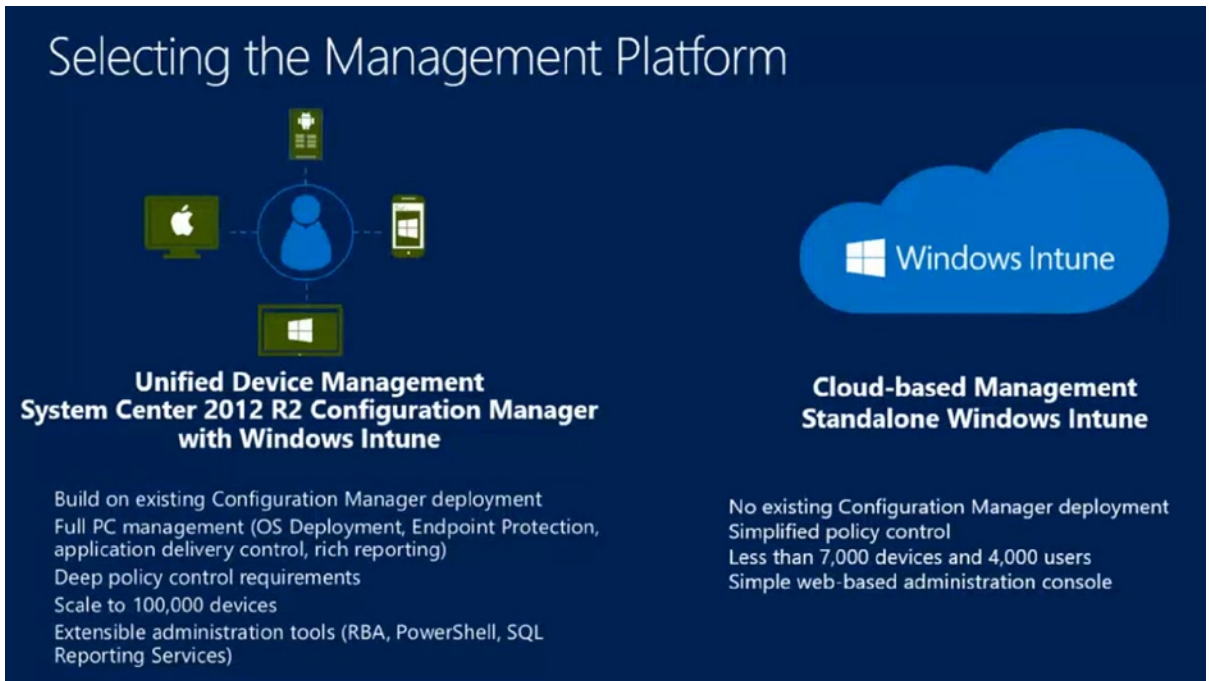 Selecting the Management Platform
Unified Device Management
System Center 2012 R2 Configuration Manager
with Windows Intune
Build on existing Configuration Manager deployment
Full PC management (OS Deployment, Endpoint Protection,
application delivery control, rich reporting)
Deep policy control requirements
Scale to 100,000 devices
Extensible administration tools (RBA, PowerShell, SQL
Reporting Services)
Windows Intune
Cloud-based Management
Standalone Windows Intune
No existing Configuration Manager deployment
Simplified policy control
Less than 7,000 devices and 4,000 users
Simple web-based administration console